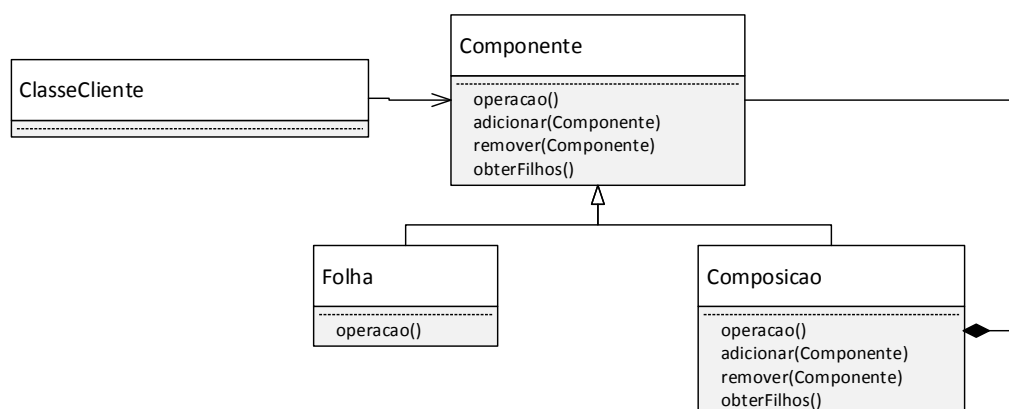 Componente
operacao()
adicionar(Componente)
remover(Componente)
obterFilhos()
ClasseCliente
Folha
operacao()
Composicao
operacao()
adicionar(Componente)
remover(Componente)
obterFilhos()